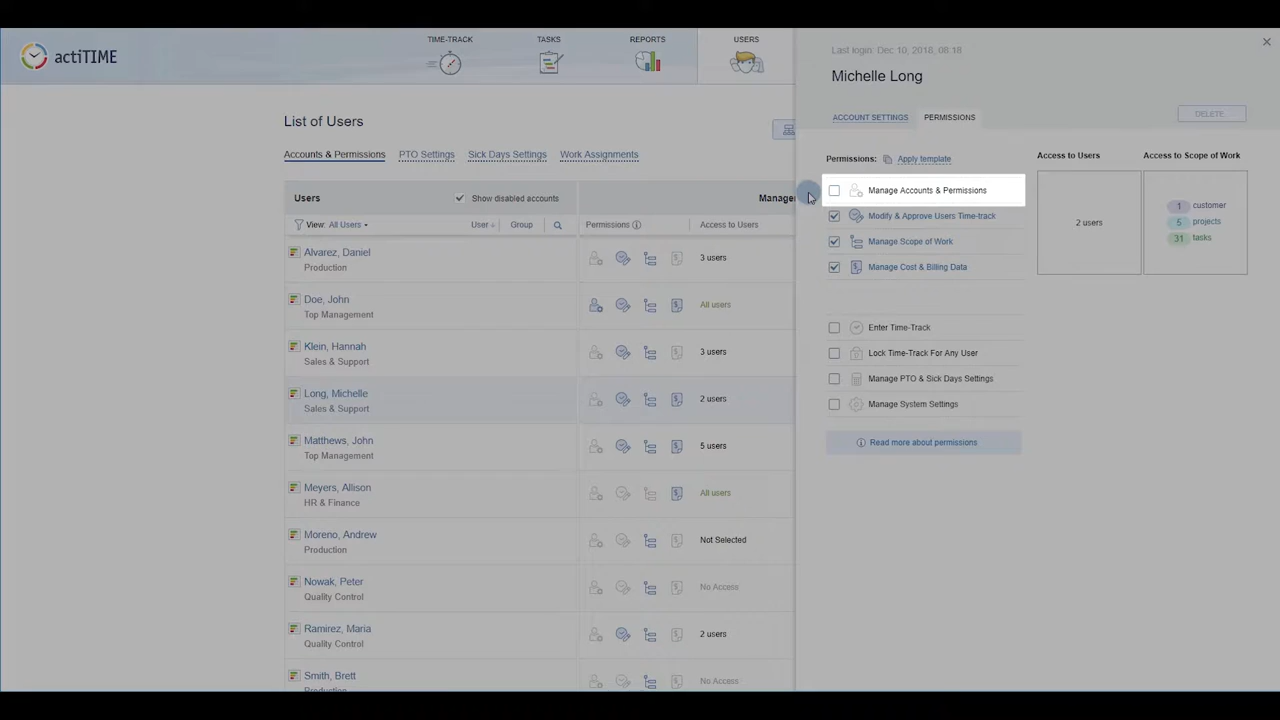 actiTIME
TIME-TRACK
TASKS
REPORTS
USERS
Last login: Dec 10, 2018, 08:18
Michelle Long
ACCOUNT SETTINGS
PERMISSIONS
DELETE
List of Users
Accounts & Permissions
PTO Settings
Sick Days Settings
Work Assignments
Users
Show disabled accounts
Manage
View: All Users
User
Group
Permissions
Access to Users
Alvarez, Daniel
Production
3 users
Doe, John
Top Management
All users
Klein, Hannah
Sales & Support
3 users
Long, Michelle
Sales & Support
2 users
Matthews, John
Top Management
5 users
Meyers, Allison
HR & Finance
All users
Moreno, Andrew
Production
Not Selected
Nowak, Peter
Quality Control
No Access
Ramirez, Maria
Quality Control
2 users
Smith, Brett
Production
No Access
Permissions:
Apply template
Manage Accounts & Permissions
Modify & Approve Users Time-track
Manage Scope of Work
Manage Cost & Billing Data
Enter Time-Track
Lock Time-Track For Any User
Manage PTO & Sick Days Settings
Manage System Settings
Read more about permissions
Access to Users
2 users
Access to Scope of Work
1 customer
5 projects
31 tasks